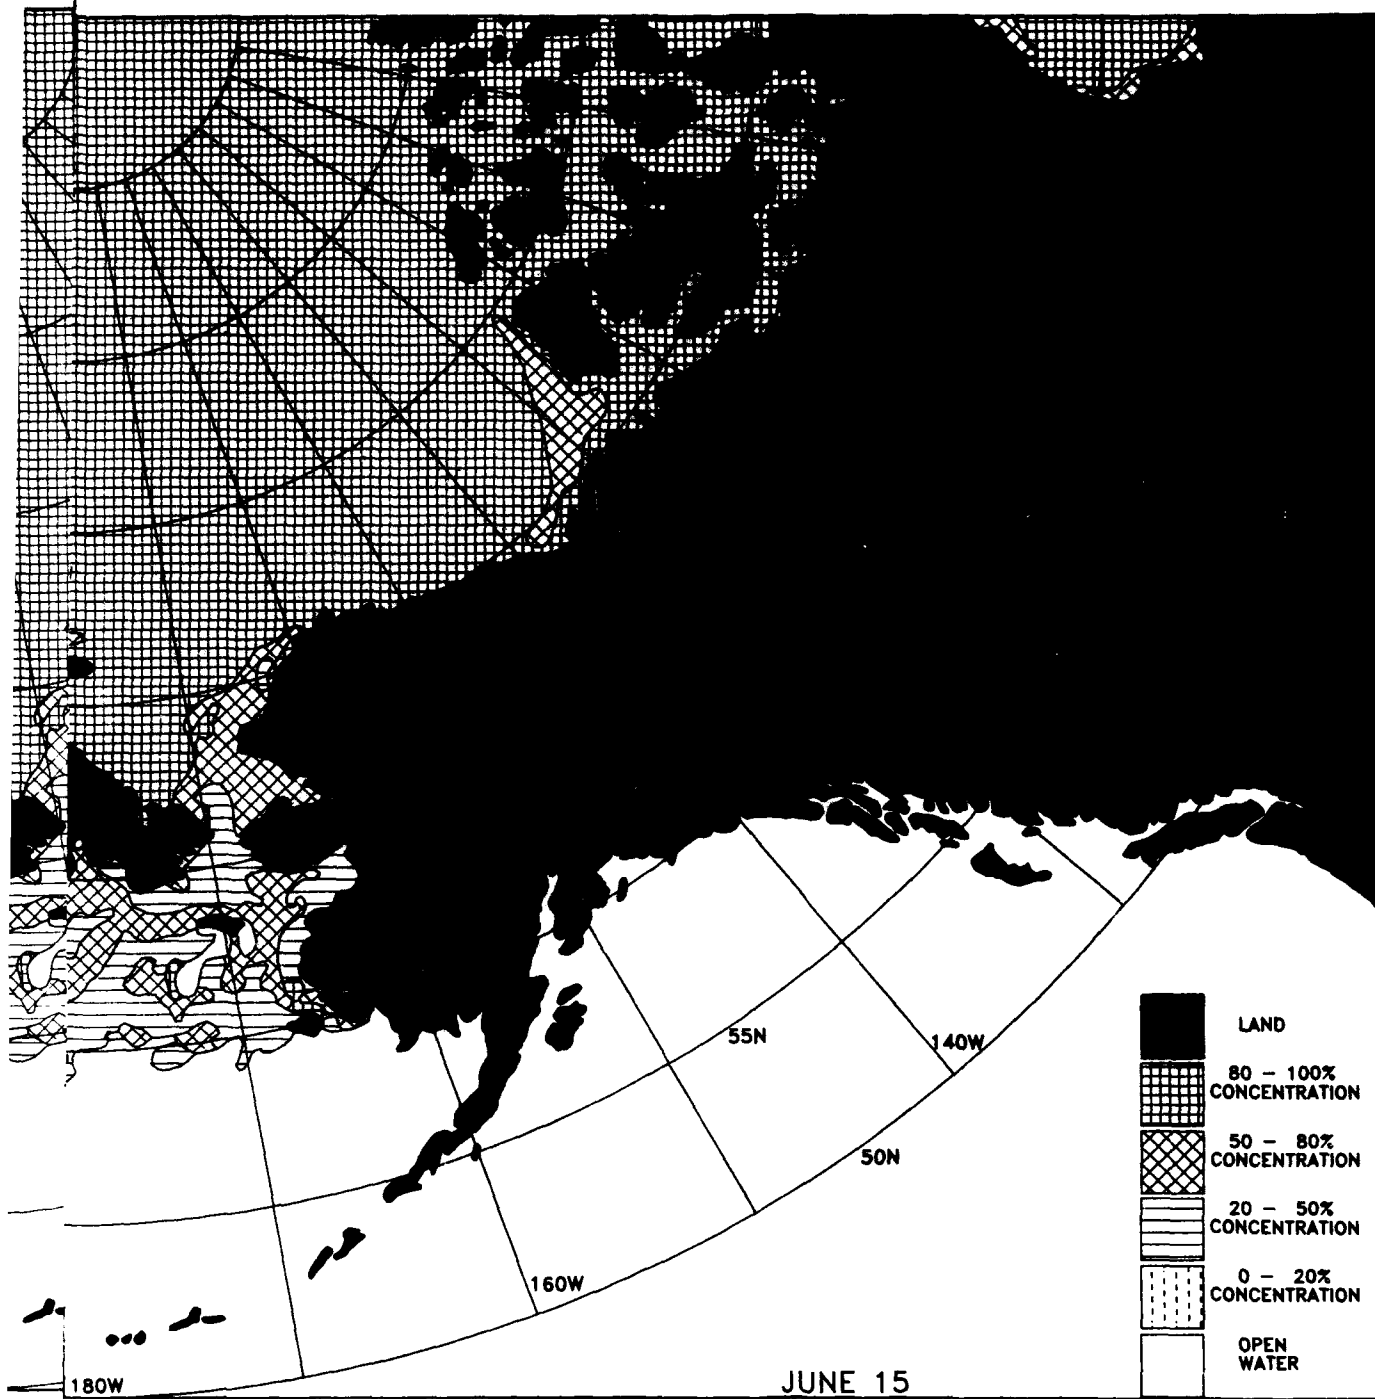 55N
140W
50N
160W
180W
JUNE 15
LAND
80 - 100%
CONCENTRATION
50 - 80%
CONCENTRATION
20 - 50%
CONCENTRATION
0 - 20%
CONCENTRATION
OPEN
WATER